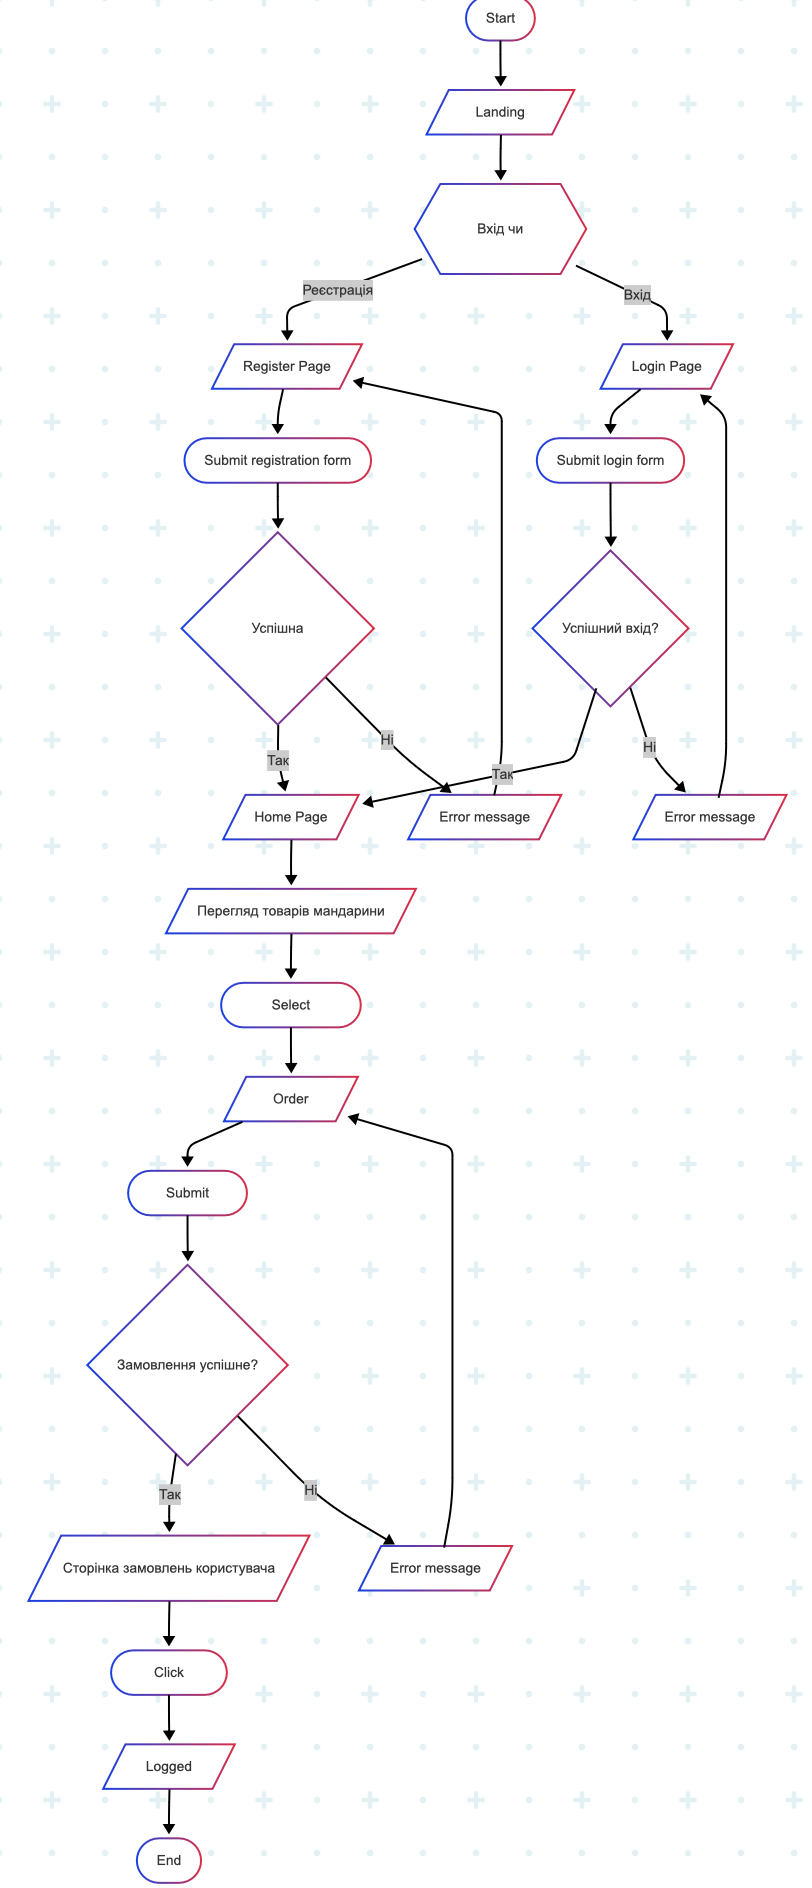 Start
Landing
Вхід чи
Реєстрація
Вхід
Register Page
Login Page
Submit registration form
Submit login form
Успішна
Успішний вхід?
Ні
Ні
Так
Так
Home Page
Error message
Error message
Перегляд товарів мандарини
Select
Order
Submit
Замовлення успішне?
Так
Ні
Сторінка замовлень користувача
Error message
Click
Logged
End